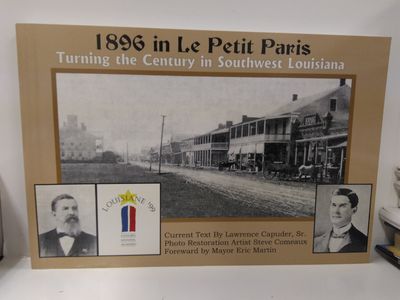 1896 in Le Petit Paris
Turning the Century in Southwest Louisiana
LOUISIANE '99
Current Text By Lawrence Capuder, Sr.
Photo Restoration Artist Steve Comeaux
Foreward by Mayor Eric Martin